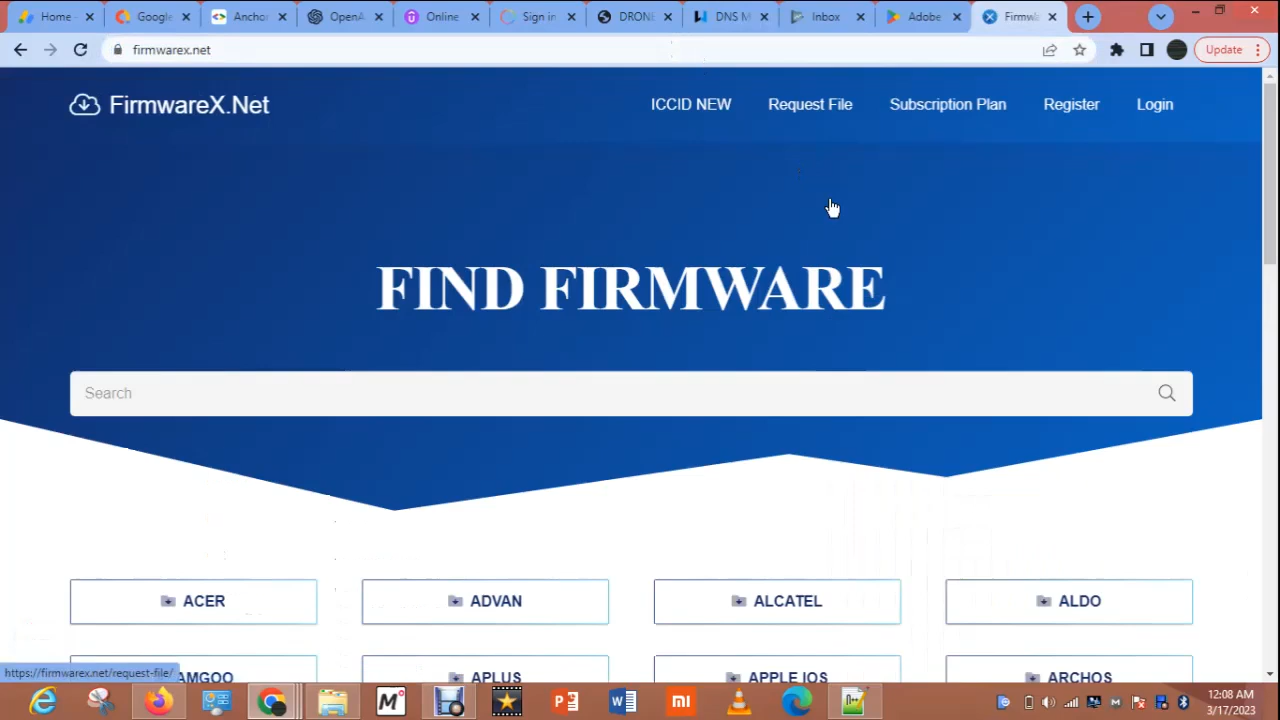 Home - Google Anchor OpenA Online Sign in DRONE DNS M Inbox Adobe Firmwa
firmwarex.net Update
FirmwareX.Net ICCID NEW Request File Subscription Plan Register Login
FIND FIRMWARE
Search
ACER ADVAN ALCATEL ALDO
AMGOO APLUS APPLE IOS ARCHOS
https://firmwarex.net/request-file/
12:08 AM
3/17/2023